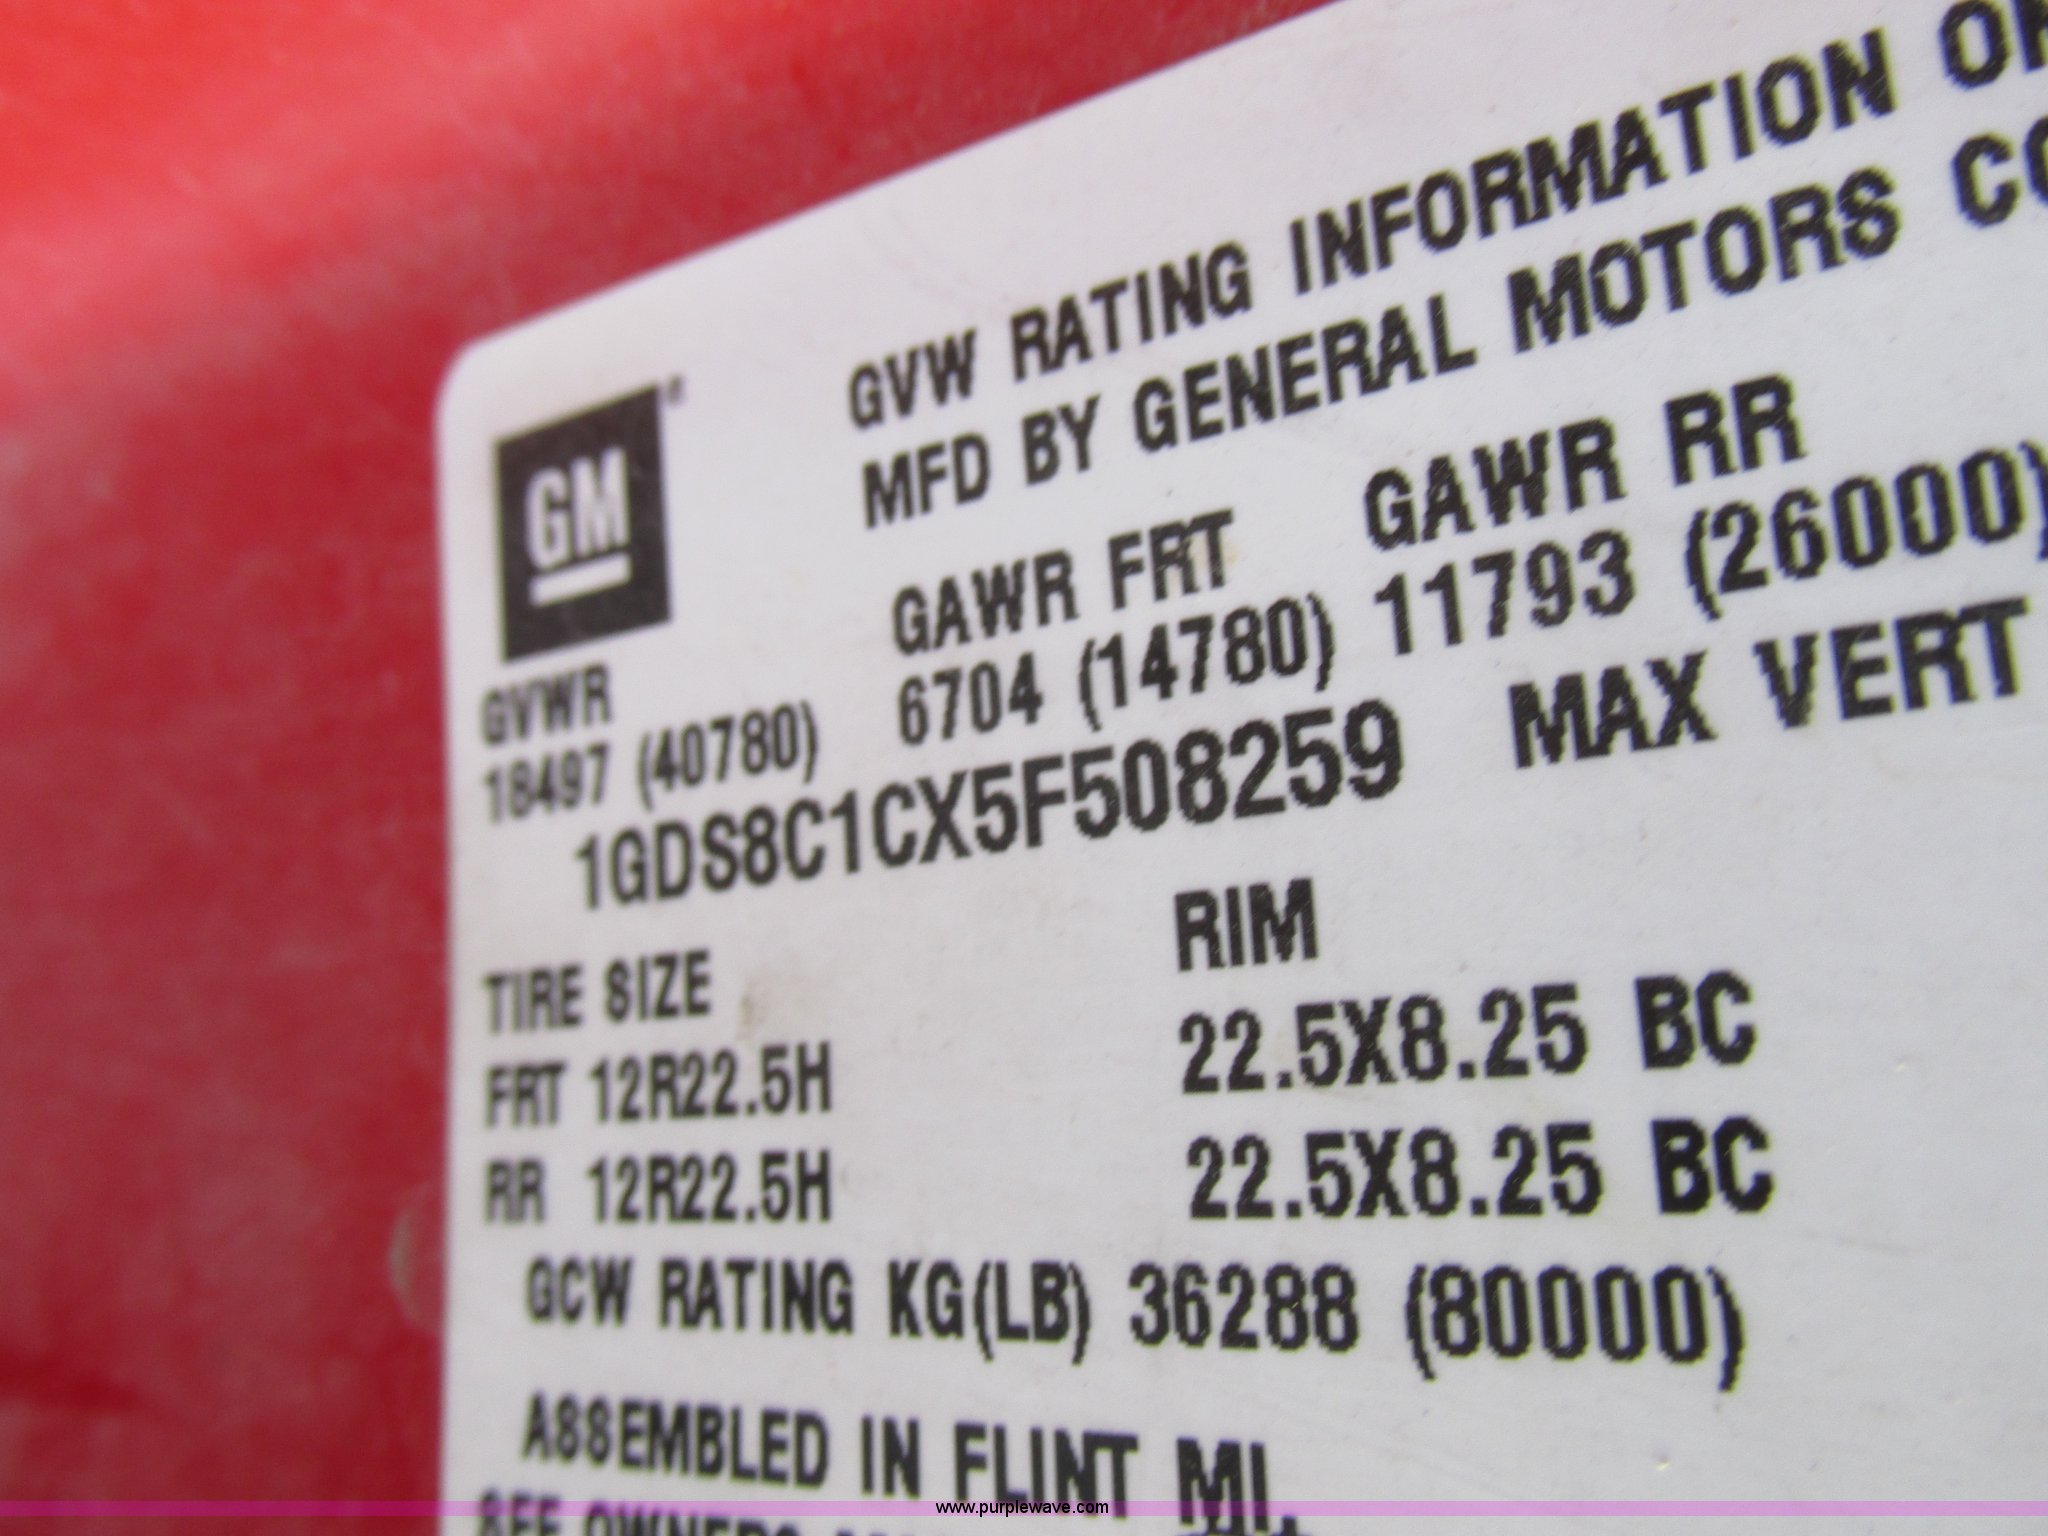 GVW RATING INFORMATION
MFD BY GENERAL MOTORS
GM
GAWR FRT GAWR RR
GVWR
18497 (40780) 6704 (14780) 11793 (26000)
1GDS8C1CX5F508259 MAX VERT
TIRE SIZE RIM
FRT 12R22.5H 22.5X8.25 BC
RR 12R22.5H 22.5X8.25 BC
GCW RATING KG(LB) 36288 (80000)
ASSEMBLED IN FLINT MI.
SEE OWNERS
www.purplewave.com